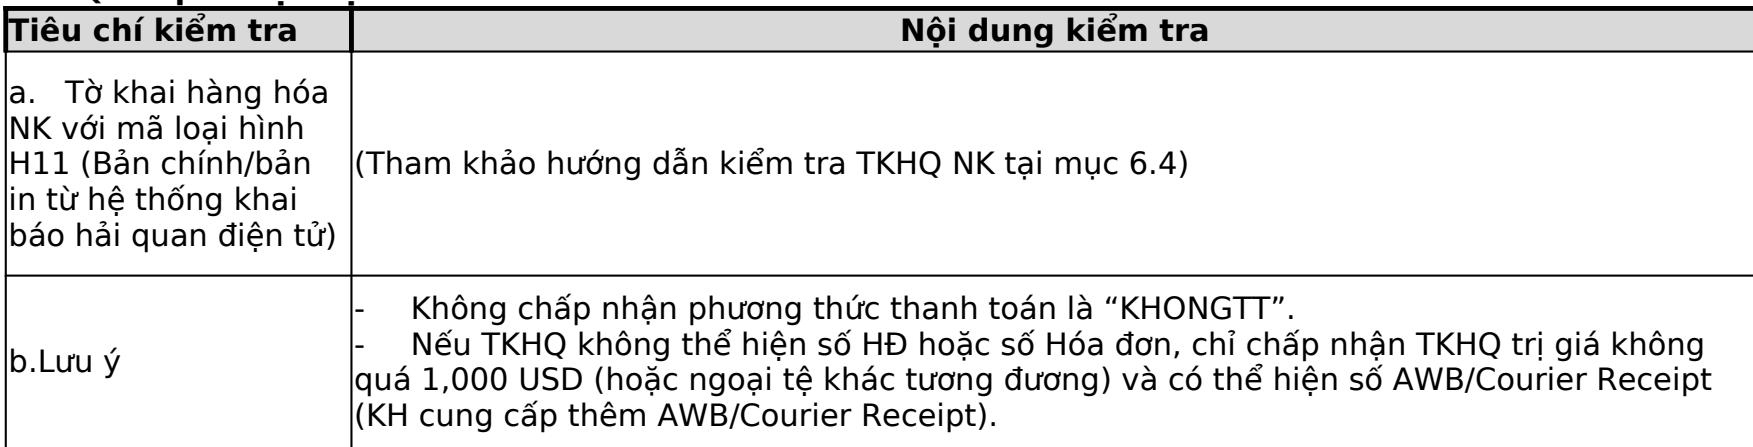 Tiêu chí kiểm tra
Nội dung kiểm tra
a. Tờ khai hàng hóa
NK với mã loại hình
H11 (Bản chính/bản
in từ hệ thống khai
báo hải quan điện tử)
(Tham khảo hướng dẫn kiểm tra TKHQ NK tại mục 6.4)
b.Lưu ý
- Không chấp nhận phương thức thanh toán là “KHONGTT”.
- Nếu TKHQ không thể hiện số HĐ hoặc số Hóa đơn, chỉ chấp nhận TKHQ trị giá không
quá 1,000 USD (hoặc ngoại tệ khác tương đương) và có thể hiện số AWB/Courier Receipt
(KH cung cấp thêm AWB/Courier Receipt).